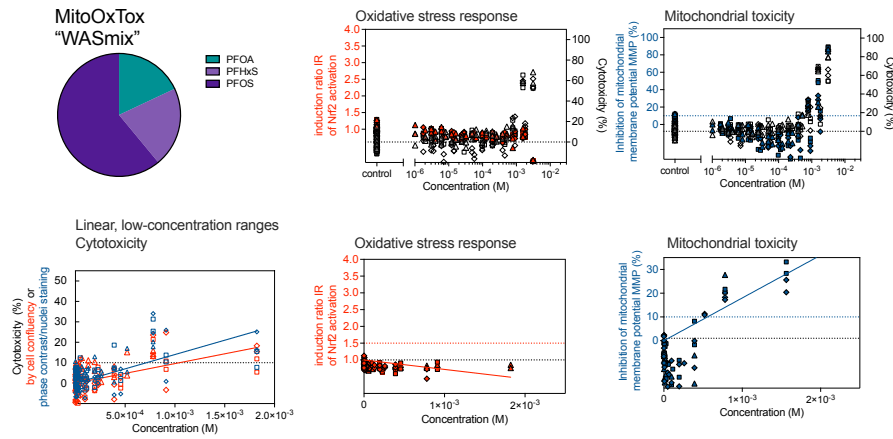 MitoOxTox
“WASmix”
PFOA
PFHxS
PFOS
Oxidative stress response
induction ratio IR
of Nrf2 activation
4.0
3.5
3.0
2.5
2.0
1.5
1.0
100
80
60
40
20
0
Cytotoxicity (%)
control
10⁻⁶
10⁻⁵
10⁻⁴
10⁻³
10⁻²
Concentration (M)
Mitochondrial toxicity
Inhibition of mitochondrial
membrane potential MMP (%)
100
80
60
40
20
0
100
80
60
40
20
0
Cytotoxicity (%)
control
10⁻⁶
10⁻⁵
10⁻⁴
10⁻³
10⁻²
Concentration (M)
Linear, low-concentration ranges
Cytotoxicity
Cytotoxicity (%) or
by cell confluency
phase contrast/nuclei staining
50
40
30
20
10
0
5.0×10⁻⁴
1.0×10⁻³
1.5×10⁻³
2.0×10⁻³
Concentration (M)
Oxidative stress response
induction ratio IR
of Nrf2 activation
4.0
3.5
3.0
2.5
2.0
1.5
1.0
0
1×10⁻³
2×10⁻³
Concentration (M)
Mitochondrial toxicity
Inhibition of mitochondrial
membrane potential MMP (%)
30
20
10
0
0
1×10⁻³
2×10⁻³
Concentration (M)